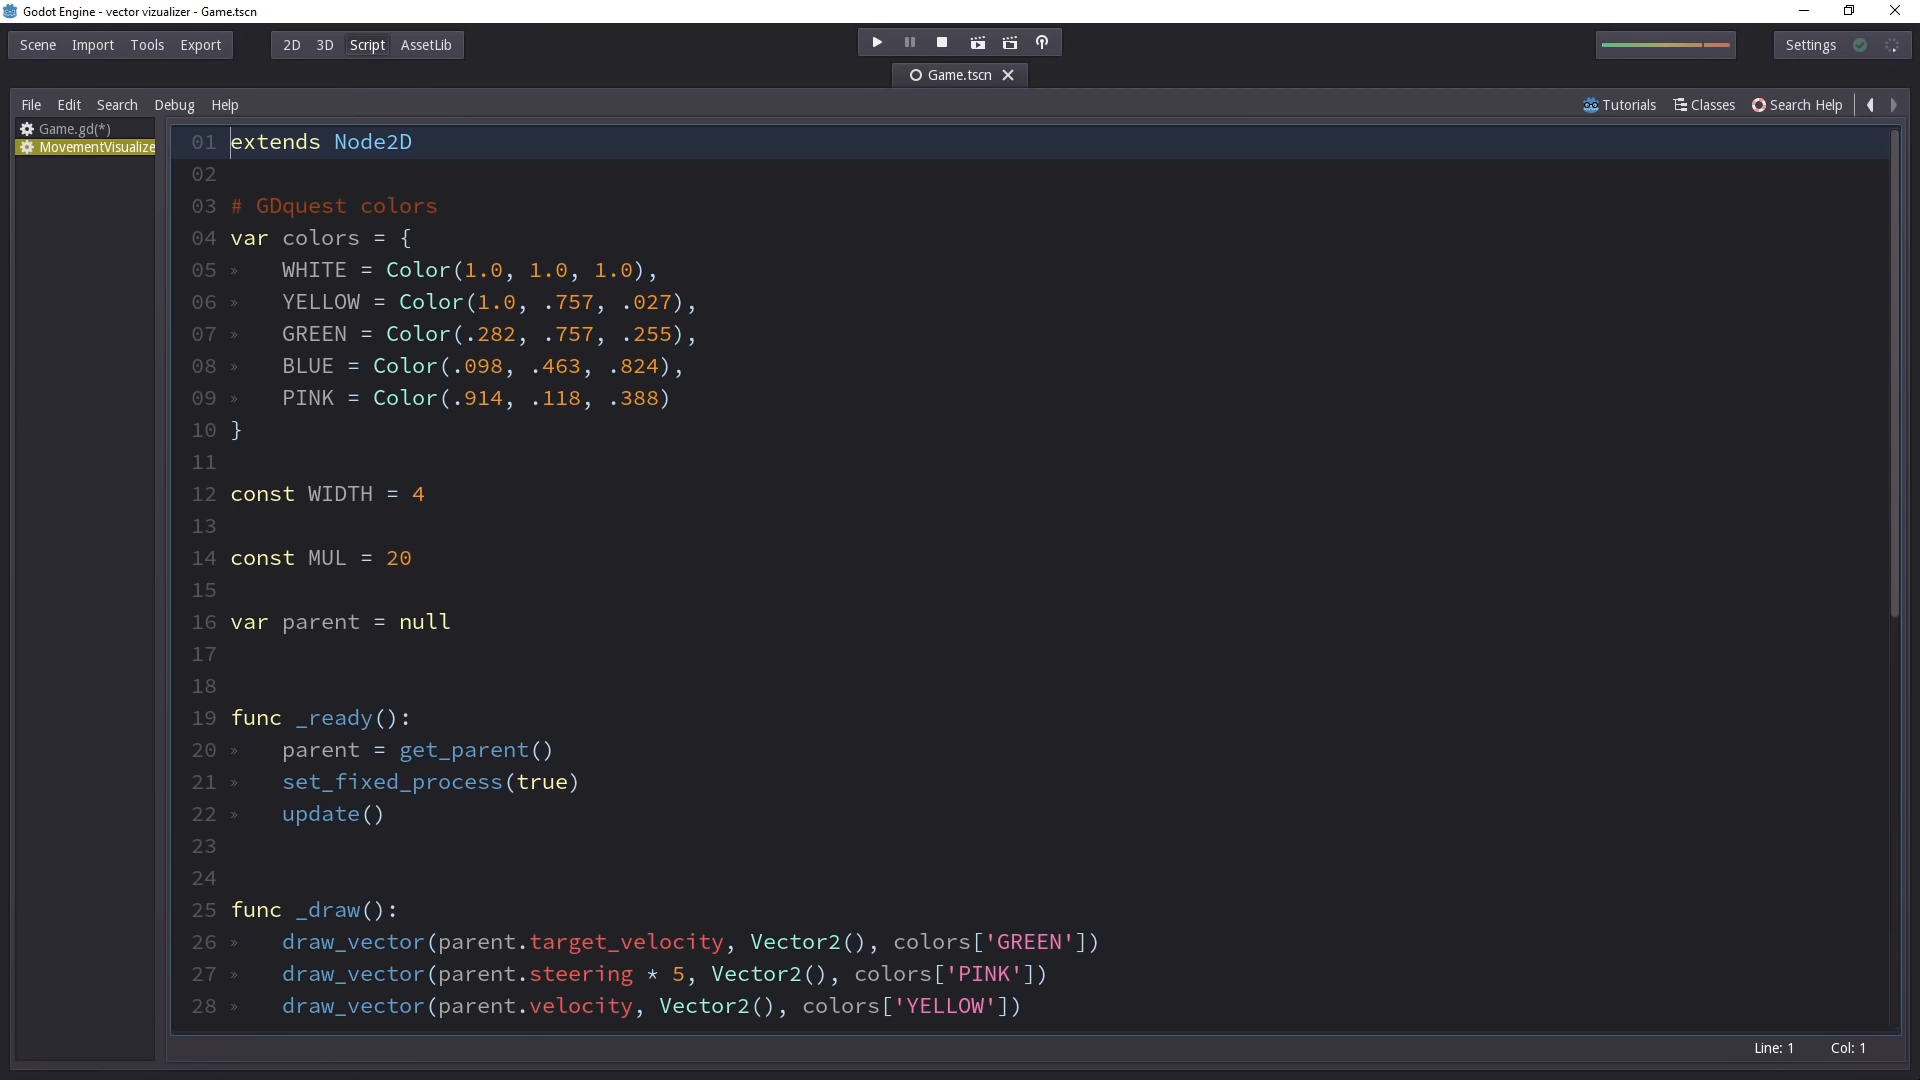 Godot Engine - vector vizualizer - Game.tscn
Scene Import Tools Export 2D 3D Script AssetLib Settings
Game.tscn
File Edit Search Debug Help Tutorials Classes Search Help
Game.gd(*)
MovementVisualize
01 extends Node2D
02
03 # GDquest colors
04 var colors = {
05 » WHITE = Color(1.0, 1.0, 1.0),
06 » YELLOW = Color(1.0, .757, .027),
07 » GREEN = Color(.282, .757, .255),
08 » BLUE = Color(.098, .463, .824),
09 » PINK = Color(.914, .118, .388)
10 }
11
12 const WIDTH = 4
13
14 const MUL = 20
15
16 var parent = null
17
18
19 func _ready():
20 » parent = get_parent()
21 » set_fixed_process(true)
22 » update()
23
24
25 func _draw():
26 » draw_vector(parent.target_velocity, Vector2(), colors['GREEN'])
27 » draw_vector(parent.steering * 5, Vector2(), colors['PINK'])
28 » draw_vector(parent.velocity, Vector2(), colors['YELLOW'])
Line: 1 Col: 1